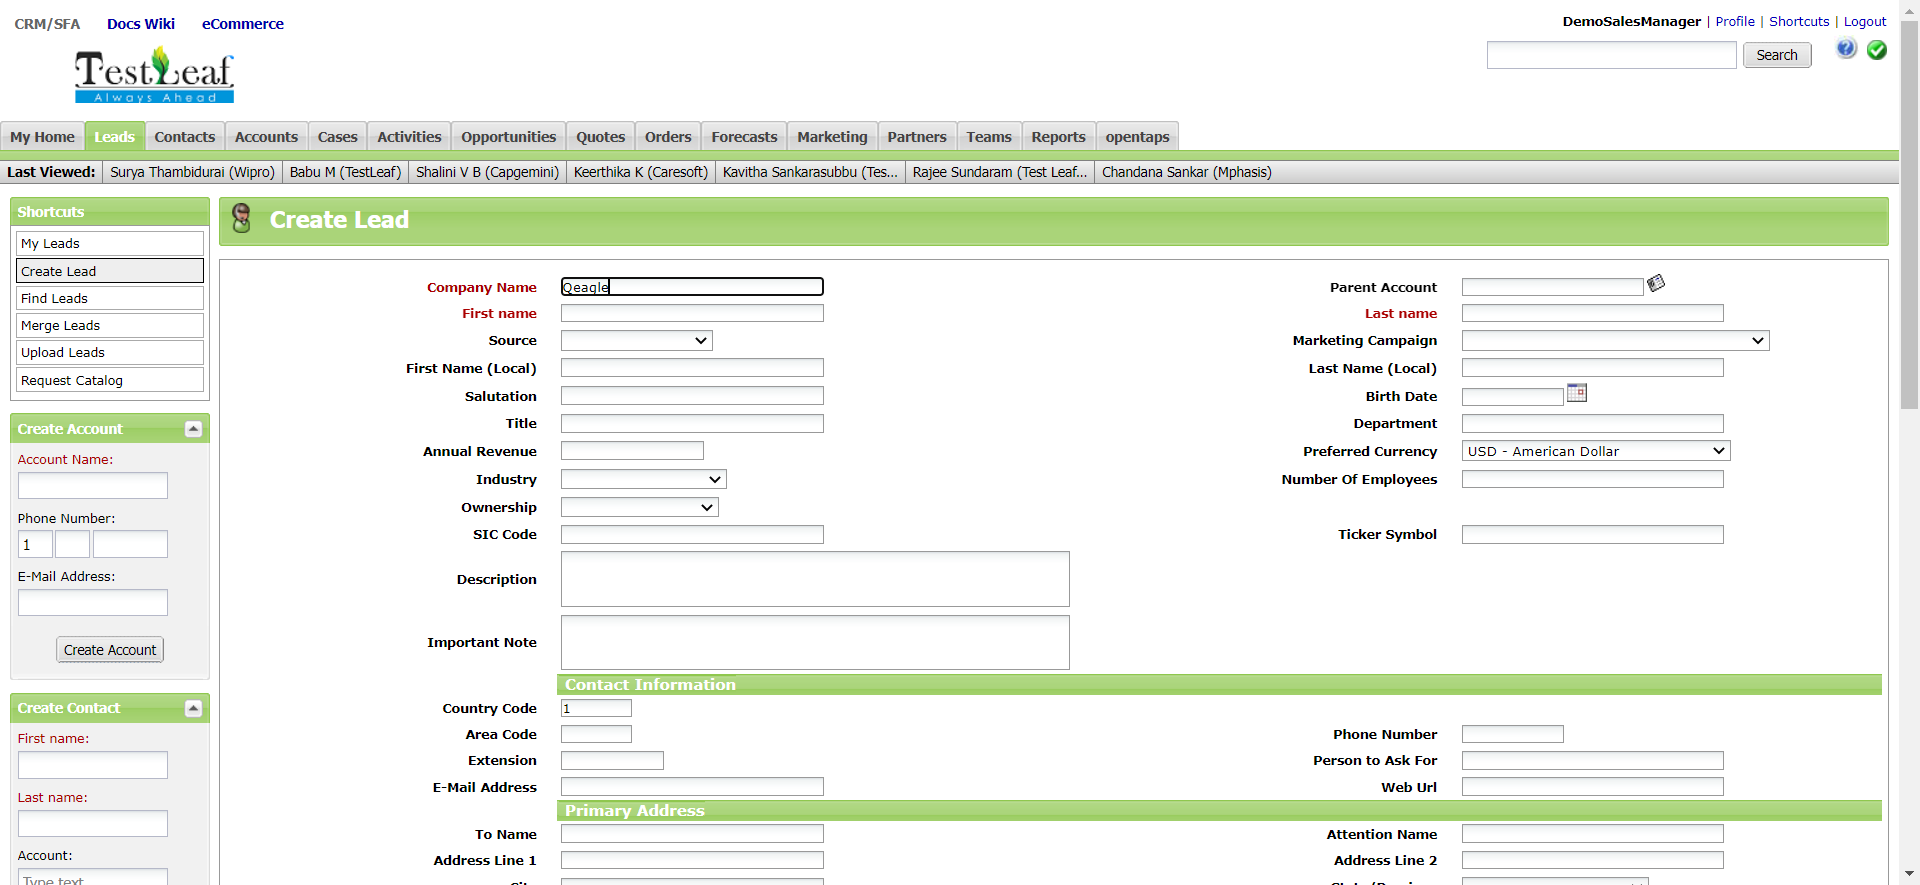 CRM/SFA Docs Wiki eCommerce
DemoSalesManager | Profile | Shortcuts | Logout
Search
TestLeaf
Always Ahead
My Home Leads Contacts Accounts Cases Activities Opportunities Quotes Orders Forecasts Marketing Partners Teams Reports opentaps
Last Viewed: Surya Thambidurai (Wipro) Babu M (TestLeaf) Shalini V B (Capgemini) Keerthika K (Caresoft) Kavitha Sankarasubbu (Tes... Rajee Sundaram (Test Leaf... Chandana Sankar (Mphasis)
Shortcuts
My Leads
Create Lead
Find Leads
Merge Leads
Upload Leads
Request Catalog
Create Account
Account Name:
Phone Number:
1
E-Mail Address:
Create Account
Create Contact
First name:
Last name:
Account:
Type text
Create Lead
Company Name Qeagle Parent Account
First name Last name
Source Marketing Campaign
First Name (Local) Last Name (Local)
Salutation Birth Date
Title Department
Annual Revenue Preferred Currency USD - American Dollar
Industry Number Of Employees
Ownership
SIC Code Ticker Symbol
Description
Important Note
Contact Information
Country Code 1
Area Code Phone Number
Extension Person to Ask For
E-Mail Address Web Url
Primary Address
To Name Attention Name
Address Line 1 Address Line 2